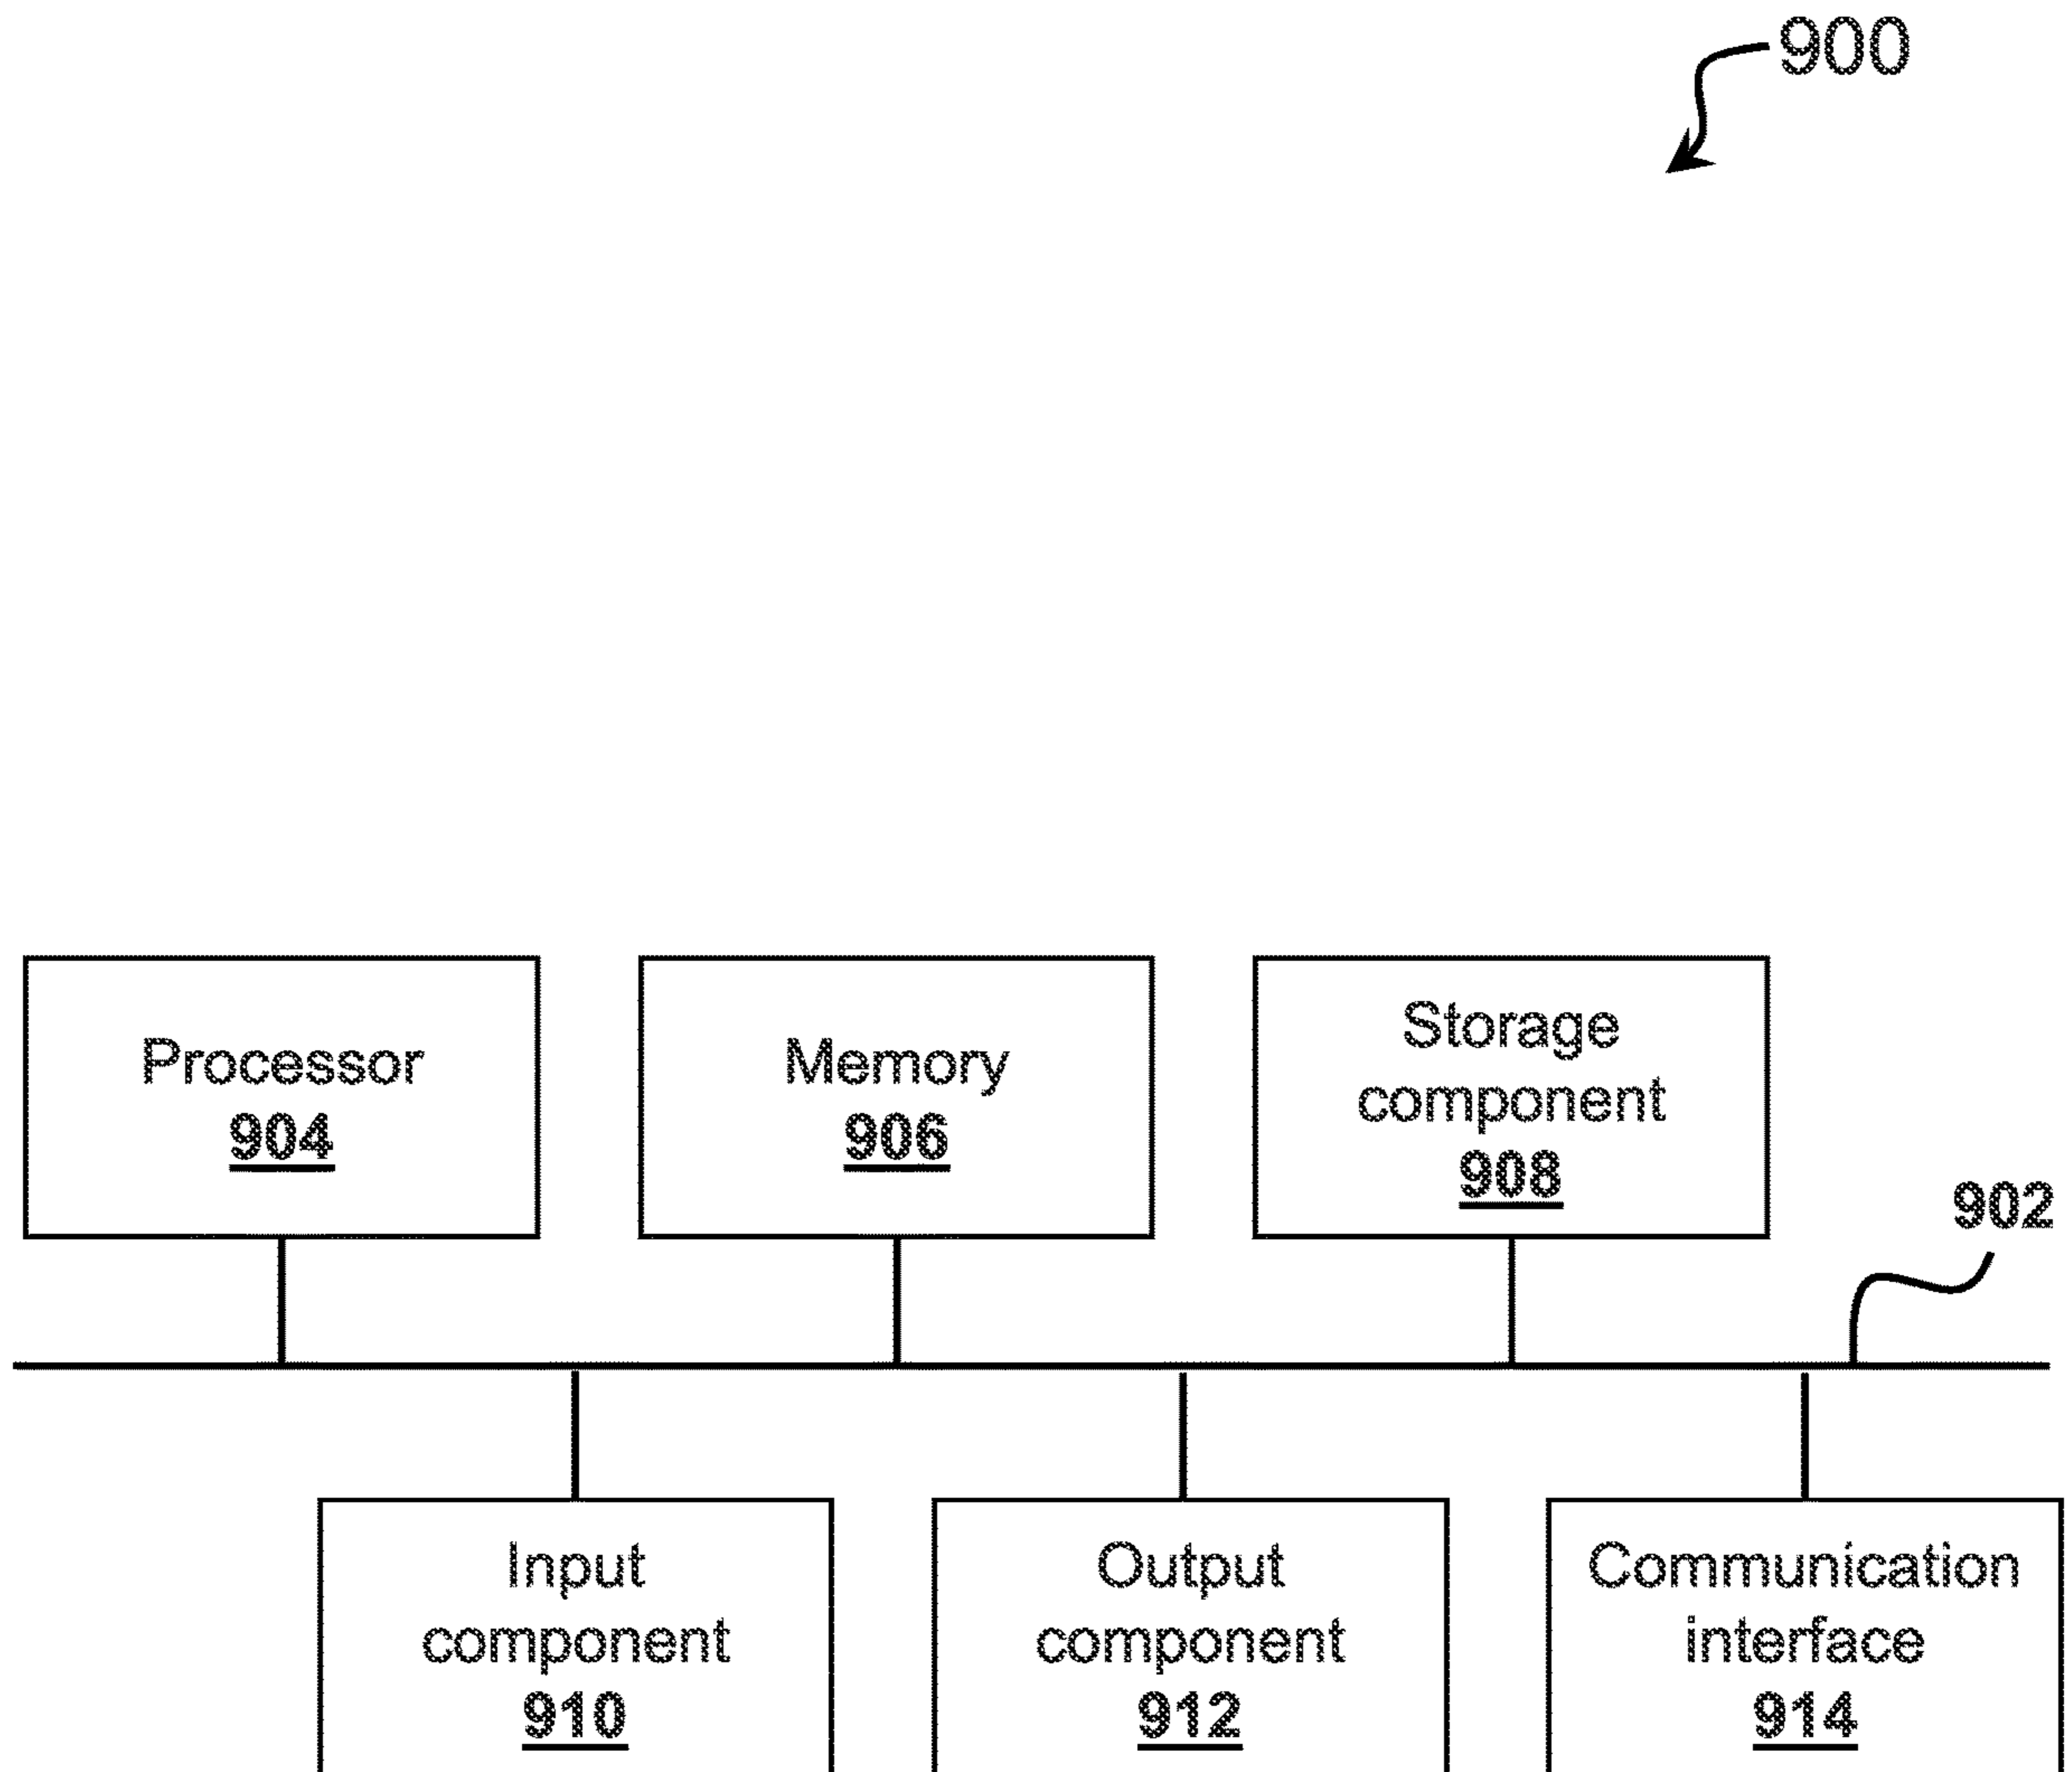 900
Processor
904
Memory
906
Storage
component
908
902
Input
component
910
Output
component
912
Communication
interface
914